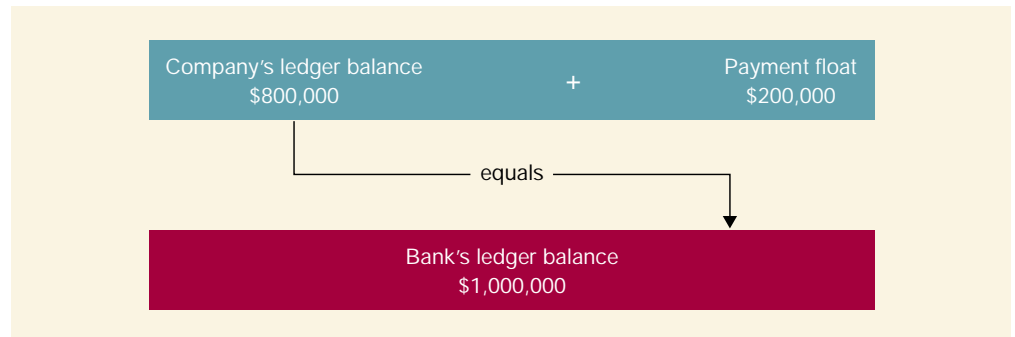 Company's ledger balance
$800,000
+
Payment float
$200,000
equals
Bank's ledger balance
$1,000,000